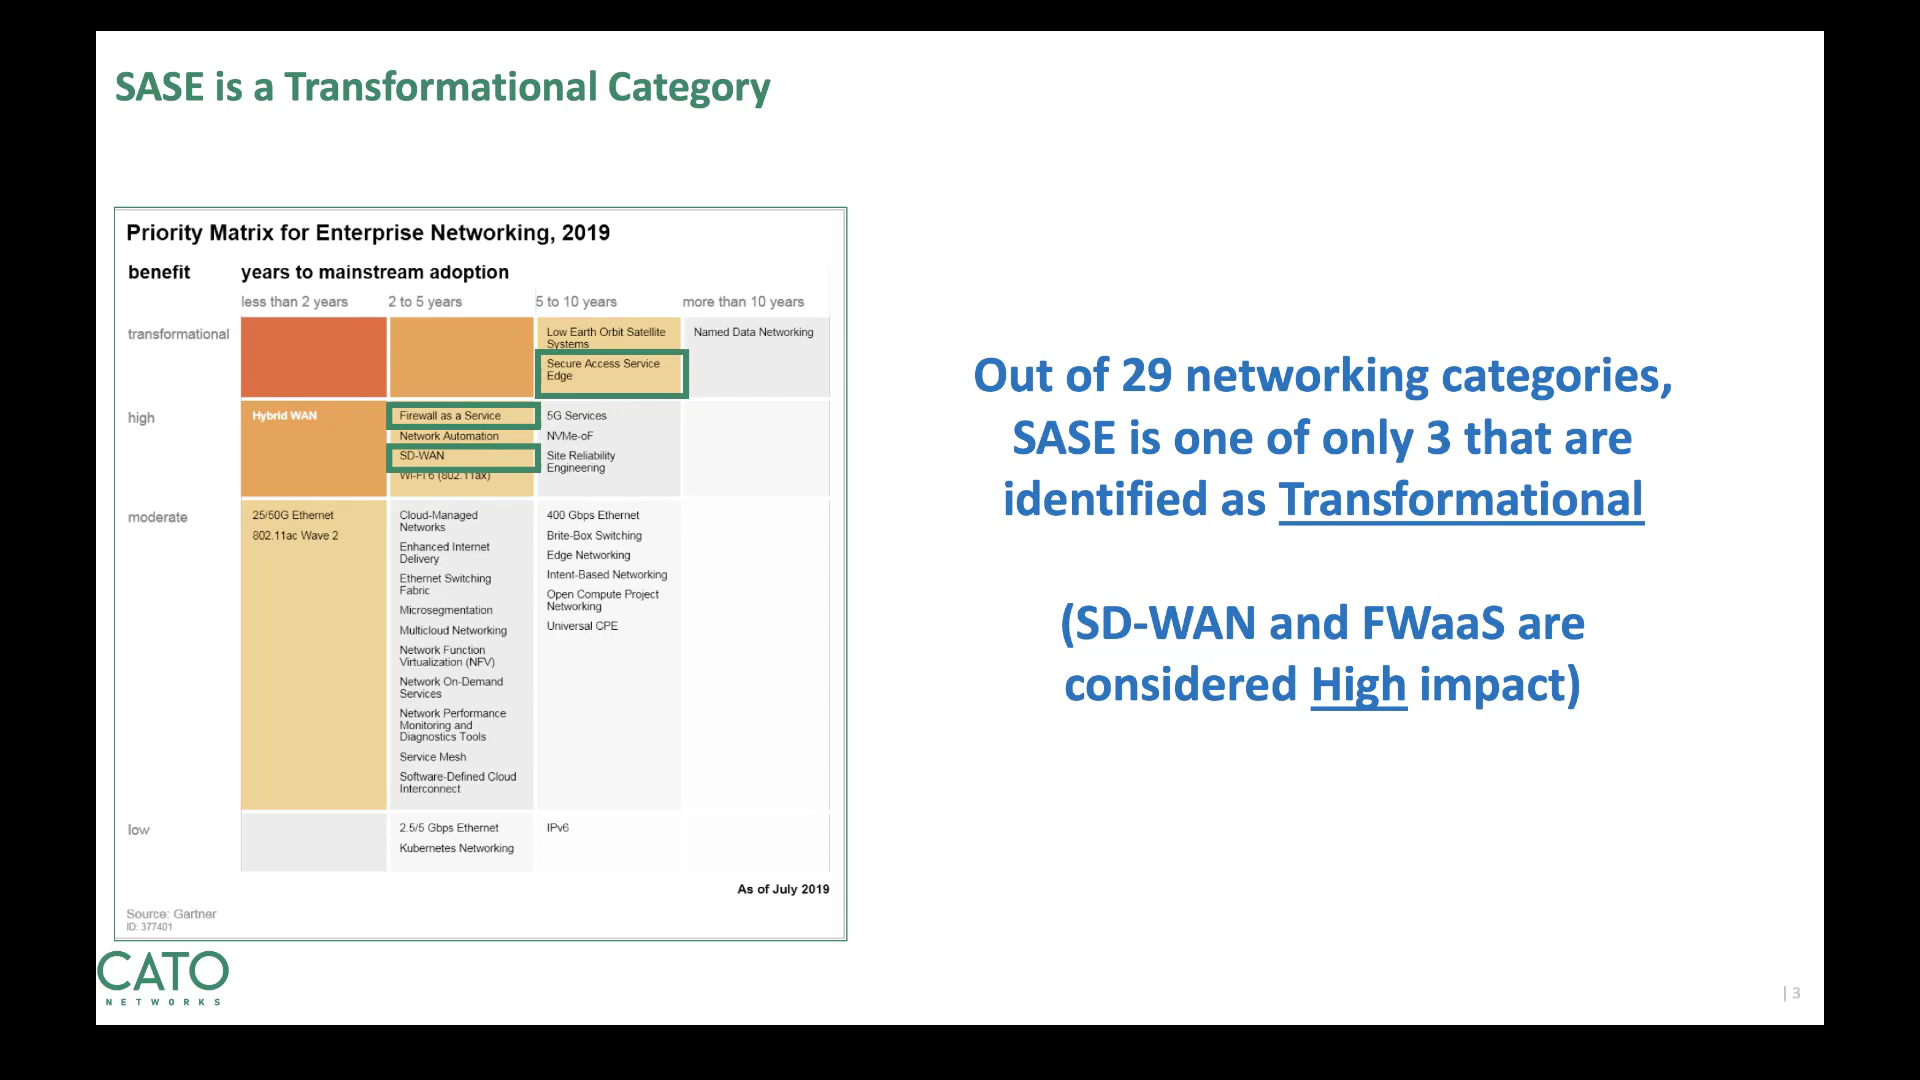 SASE is a Transformational Category
Priority Matrix for Enterprise Networking, 2019
benefit
years to mainstream adoption
less than 2 years
2 to 5 years
5 to 10 years
more than 10 years
transformational
Low Earth Orbit Satellite
Systems
Secure Access Service
Edge
Named Data Networking
high
Hybrid WAN
Firewall as a Service
Network Automation
SD-WAN
Wi-Fi 6 (802.11ax)
5G Services
NVMe-oF
Site Reliability
Engineering
moderate
25/50G Ethernet
802.11ac Wave 2
Cloud-Managed
Networks
Enhanced Internet
Delivery
Ethernet Switching
Fabric
Microsegmentation
Multicloud Networking
Network Function
Virtualization (NFV)
Network On-Demand
Services
Network Performance
Monitoring and
Diagnostics Tools
Service Mesh
Software-Defined Cloud
Interconnect
400 Gbps Ethernet
Brite-Box Switching
Edge Networking
Intent-Based Networking
Open Compute Project
Networking
Universal CPE
low
2.5/5 Gbps Ethernet
Kubernetes Networking
IPv6
As of July 2019
Source: Gartner
ID: 377401
Out of 29 networking categories,
SASE is one of only 3 that are
identified as Transformational
(SD-WAN and FWaaS are
considered High impact)
CATO
NETWORKS
| 3